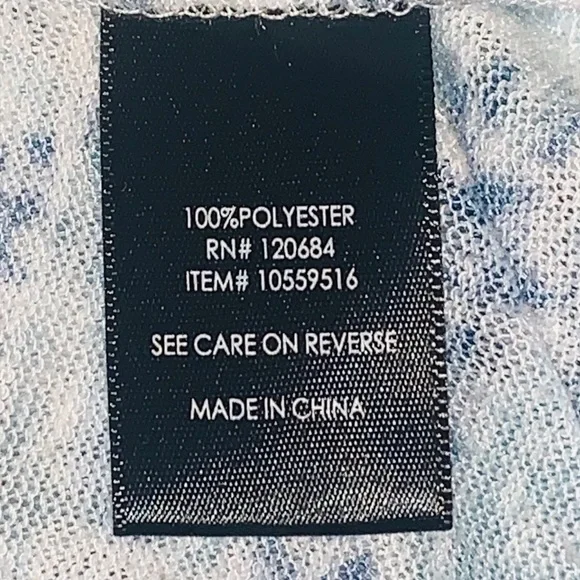 100%POLYESTER
RN# 120684
ITEM# 10559516
SEE CARE ON REVERSE
MADE IN CHINA